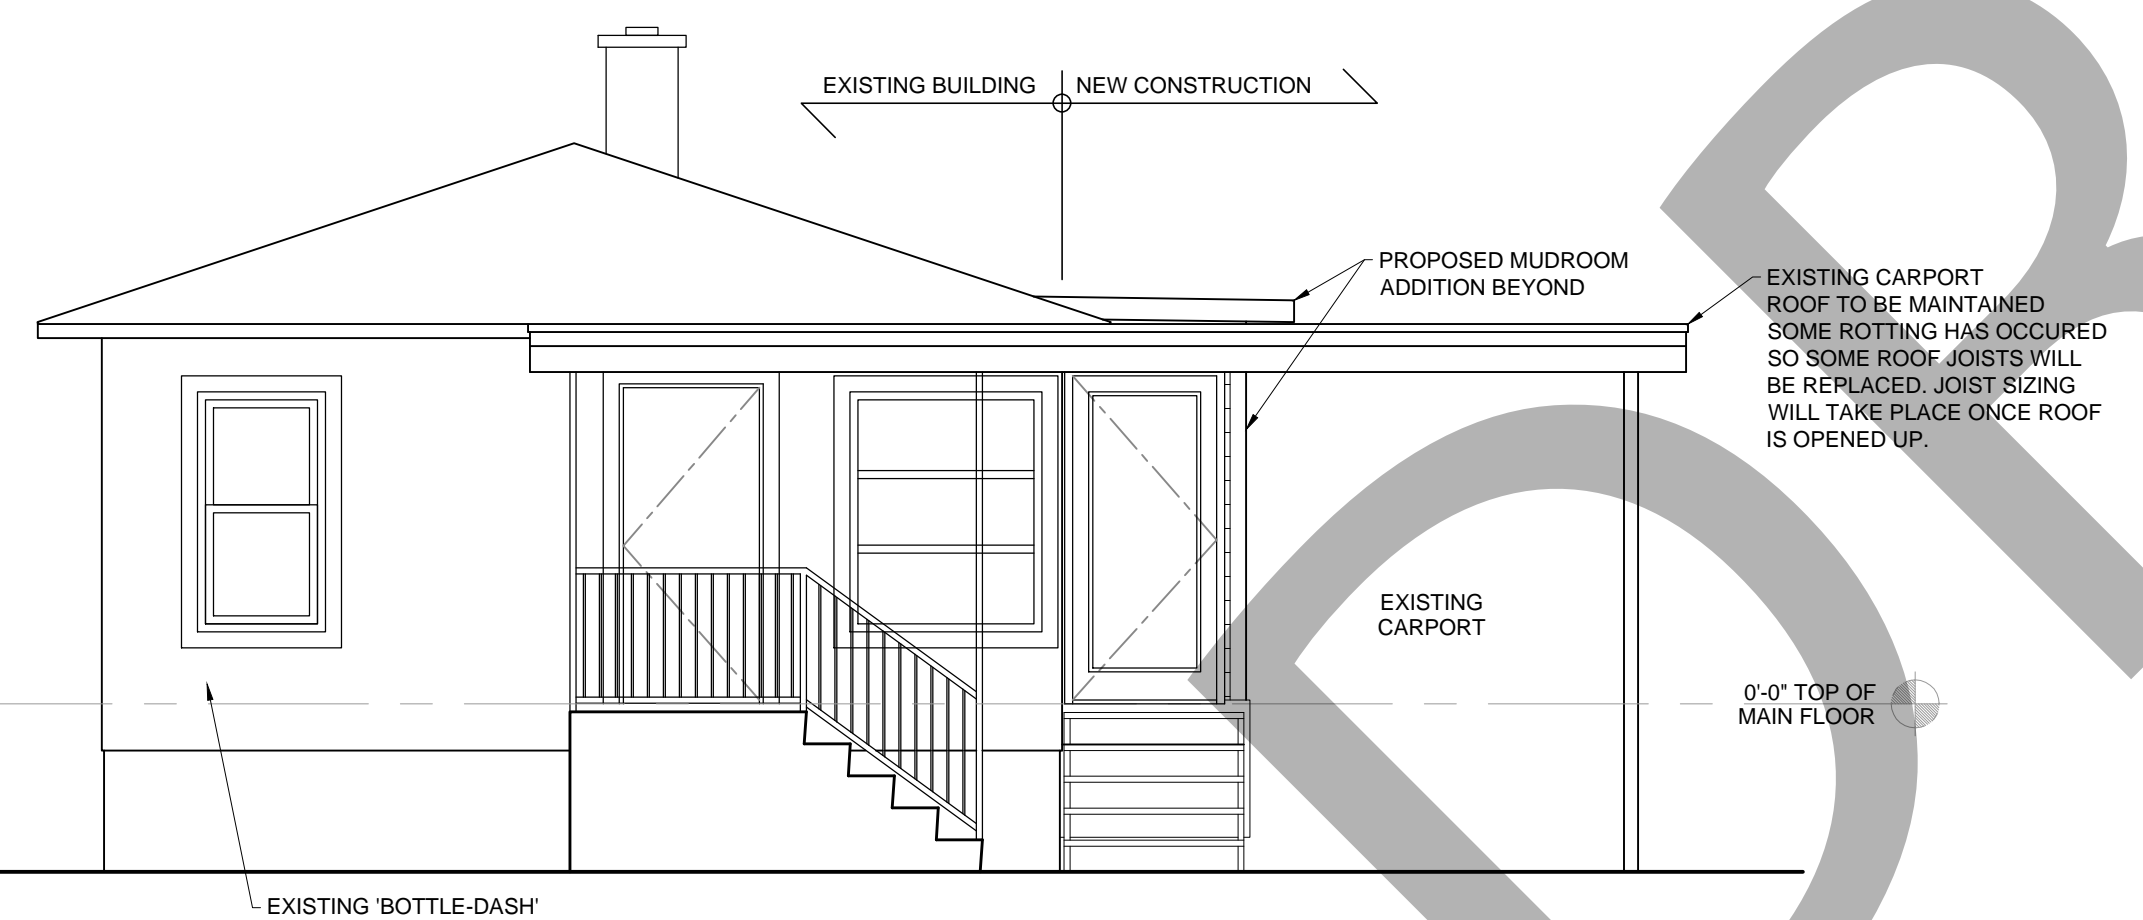 EXISTING BUILDING
NEW CONSTRUCTION
PROPOSED MUDROOM
ADDITION BEYOND
EXISTING CARPORT
ROOF TO BE MAINTAINED
SOME ROTTING HAS OCCURED
SO SOME ROOF JOISTS WILL
BE REPLACED. JOIST SIZING
WILL TAKE PLACE ONCE ROOF
IS OPENED UP.
EXISTING
CARPORT
0'-0" TOP OF
MAIN FLOOR
EXISTING 'BOTTLE-DASH'